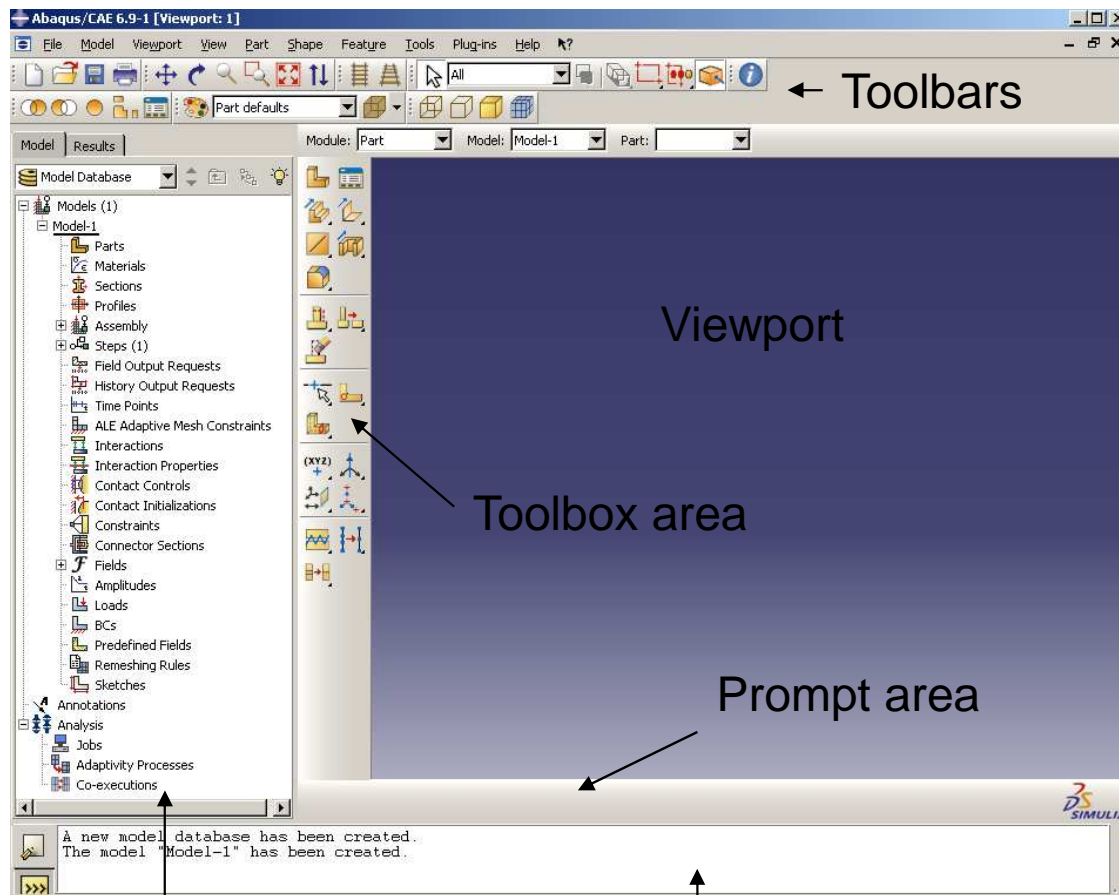 Abaqus/CAE 6.9-1 [Viewport: 1]
File Model Viewport View Part Shape Feature Tools Plug-ins Help ?
All
i
Toolbars
Part defaults
Model Results
Module: Part Model: Model-1 Part:
Model Database
Models (1)
Model-1
Parts
Materials
Sections
Profiles
Assembly
Steps (1)
Field Output Requests
History Output Requests
Time Points
ALE Adaptive Mesh Constraints
Interactions
Interaction Properties
Contact Controls
Contact Initializations
Constraints
Connector Sections
Fields
Amplitudes
Loads
BCs
Predefined Fields
Remeshing Rules
Sketches
Annotations
Analysis
Jobs
Adaptivity Processes
Co-executions
(XYZ)
Viewport
Toolbox area
Prompt area
SIMULIA
A new model database has been created.
The model "Model-1" has been created.
>>>